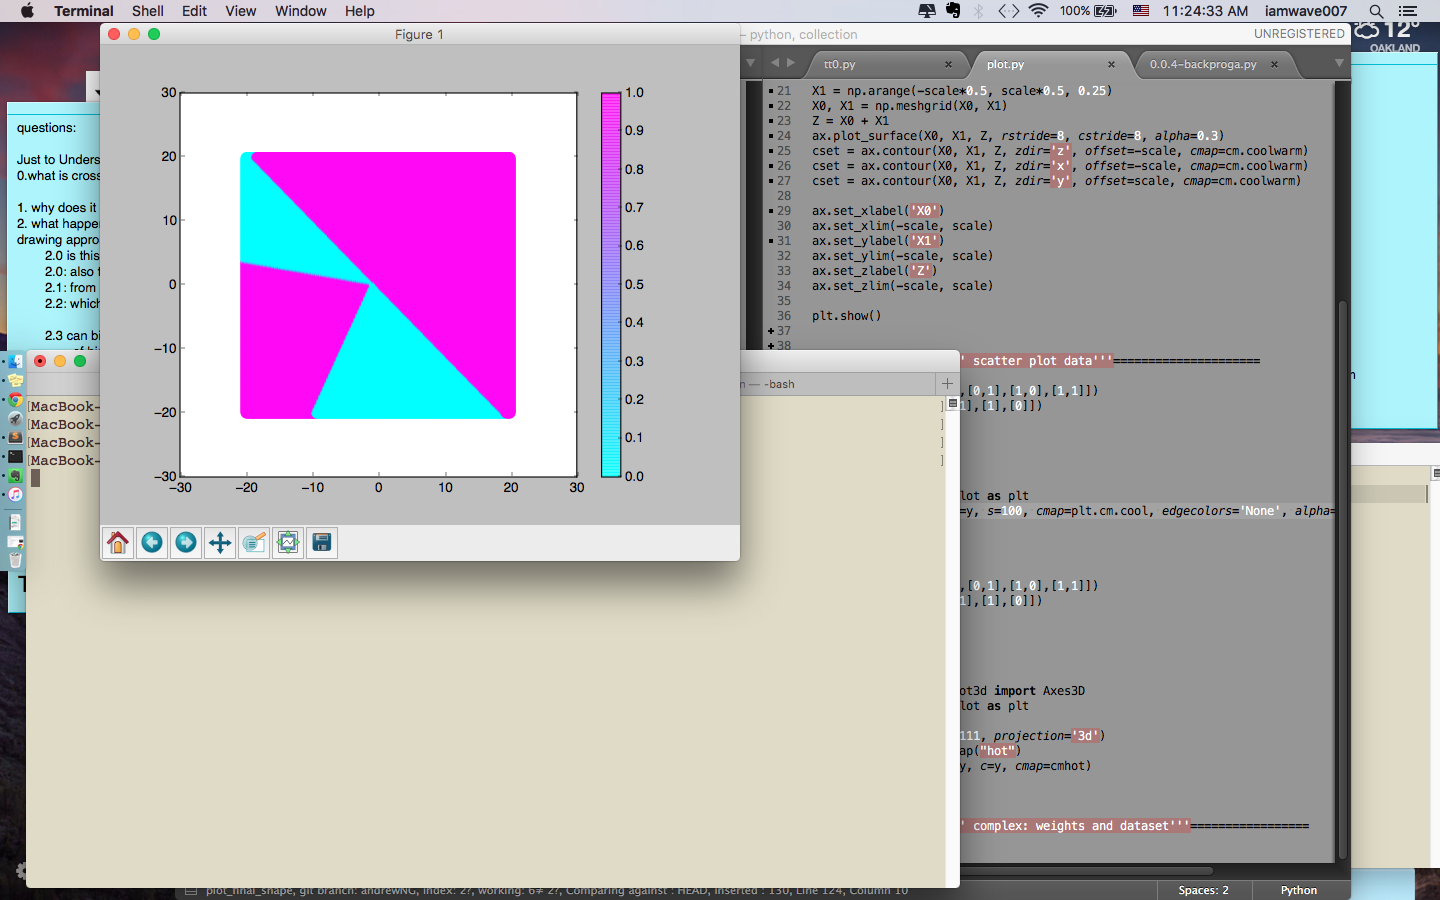 Terminal Shell Edit View Window Help 100% 11:24:33 AM iamwave007
Figure 1
– python, collection UNREGISTERED
12°
OAKLAND
tt0.py × plot.py × 0.0.4-backproga.py ×
questions:
Just to Unders
0.what is cross
1. why does it
2. what happe
drawing appro
2.0 is this
2.0: also
2.1: from
2.2: which
2.3 can bi
30
20
10
0
−10
−20
−30
−30 −20 −10 0 10 20 30
1.0
0.9
0.8
0.7
0.6
0.5
0.4
0.3
0.2
0.1
0.0
21 X1 = np.arange(-scale*0.5, scale*0.5, 0.25)
22 X0, X1 = np.meshgrid(X0, X1)
23 Z = X0 + X1
24 ax.plot_surface(X0, X1, Z, rstride=8, cstride=8, alpha=0.3)
25 cset = ax.contour(X0, X1, Z, zdir='z', offset=-scale, cmap=cm.coolwarm)
26 cset = ax.contour(X0, X1, Z, zdir='x', offset=-scale, cmap=cm.coolwarm)
27 cset = ax.contour(X0, X1, Z, zdir='y', offset=scale, cmap=cm.coolwarm)
28
29 ax.set_xlabel('X0')
30 ax.set_xlim(-scale, scale)
31 ax.set_ylabel('X1')
32 ax.set_ylim(-scale, scale)
33 ax.set_zlabel('Z')
34 ax.set_zlim(-scale, scale)
35
36 plt.show()
37
38
' scatter plot data'''=====================
,[0,1],[1,0],[1,1]])
1],[1],[0]])
lot as plt
=y, s=100, cmap=plt.cm.cool, edgecolors='None', alpha=
,[0,1],[1,0],[1,1]])
1],[1],[0]])
ot3d import Axes3D
lot as plt
111, projection='3d')
ap("hot")
y, c=y, cmap=cmhot)
' complex: weights and dataset'''=================
n — -bash
[MacBook- ]
[MacBook- ]
[MacBook- ]
[MacBook- ]
plot_final_shape, git branch: andrewNG, index: 2?, working: 6≠ 2?, Comparing against : HEAD, Inserted : 130, Line 124, Column 10 Spaces: 2 Python